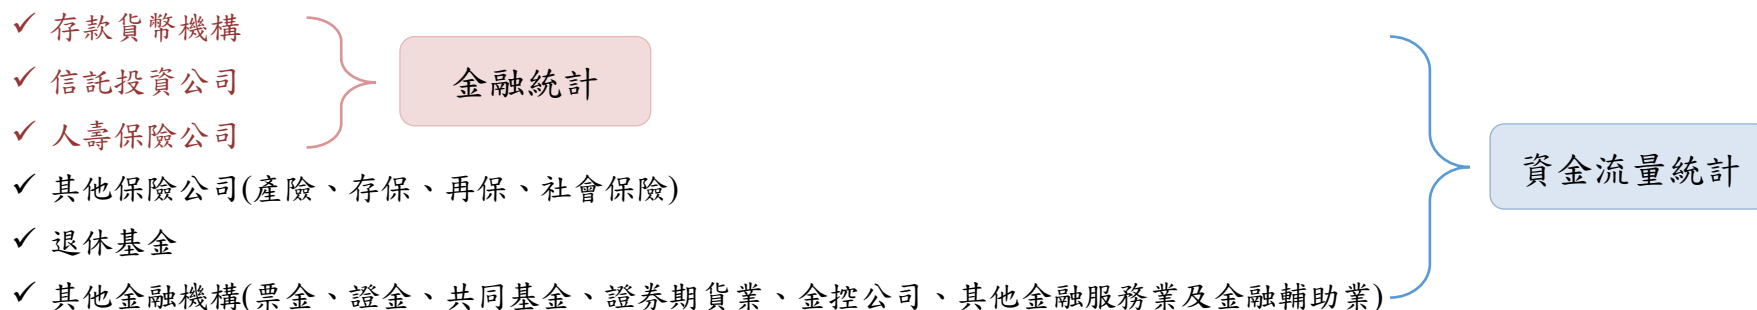 ✓ 存款貨幣機構
✓ 信託投資公司
✓ 人壽保險公司
金融統計
✓ 其他保險公司(產險、存保、再保、社會保險)
✓ 退休基金
✓ 其他金融機構(票金、證金、共同基金、證券期貨業、金控公司、其他金融服務業及金融輔助業)
資金流量統計